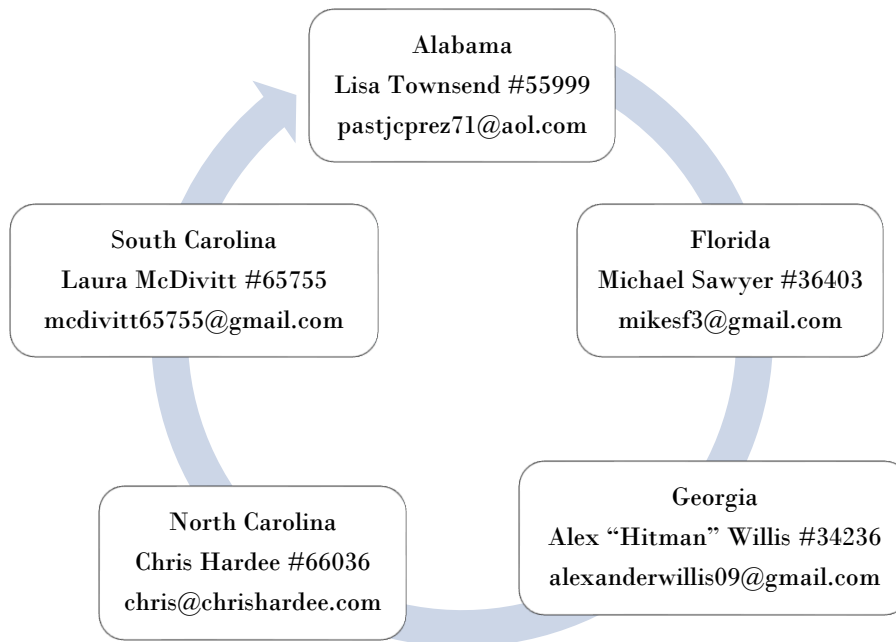 Alabama
Lisa Townsend #55999
pastjcprez71@aol.com
Florida
Michael Sawyer #36403
mikesf3@gmail.com
Georgia
Alex “Hitman” Willis #34236
alexanderwillis09@gmail.com
North Carolina
Chris Hardee #66036
chris@chrishardee.com
South Carolina
Laura McDivitt #65755
mcdivitt65755@gmail.com